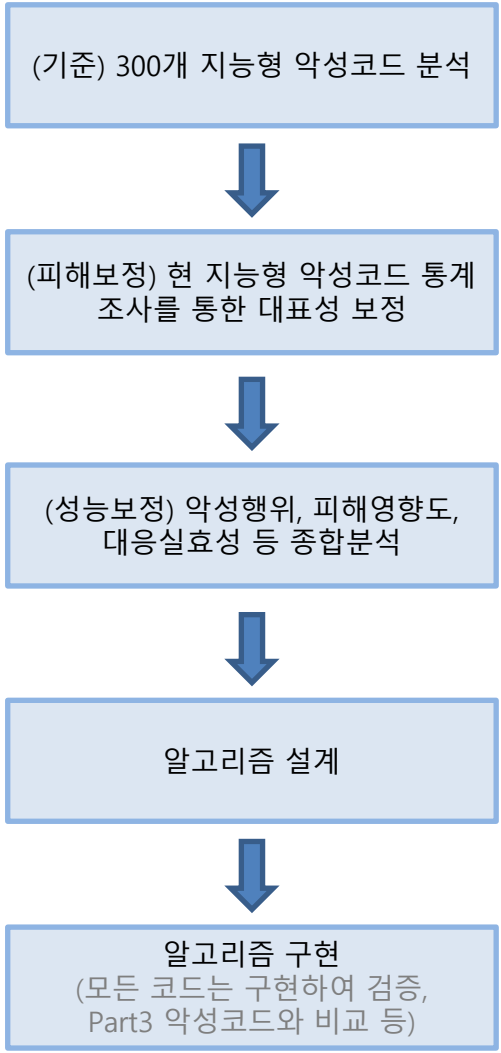 (기준) 300개 지능형 악성코드 분석
(피해보정) 현 지능형 악성코드 통계
조사를 통한 대표성 보정
(성능보정) 악성행위, 피해영향도,
대응실효성 등 종합분석
알고리즘 설계
알고리즘 구현
(모든 코드는 구현하여 검증,
Part3 악성코드와 비교 등)